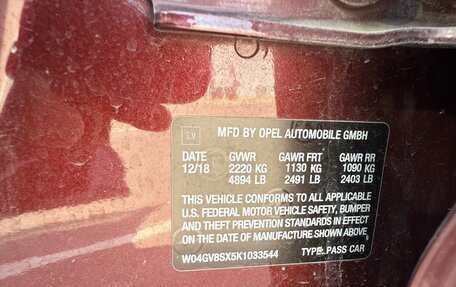 GM
MFD BY OPEL AUTOMOBILE GMBH
DATE GVWR GAWR FRT GAWR RR
12/18 2220 KG 1130 KG 1090 KG
4894 LB 2491 LB 2403 LB
THIS VEHICLE CONFORMS TO ALL APPLICABLE
U.S. FEDERAL MOTOR VEHICLE SAFETY, BUMPER
AND THEFT PREVENTION STANDARDS IN EFFECT
ON THE DATE OF MANUFACTURE SHOWN ABOVE.
W04GV8SX5K1033544 TYPE: PASS CAR